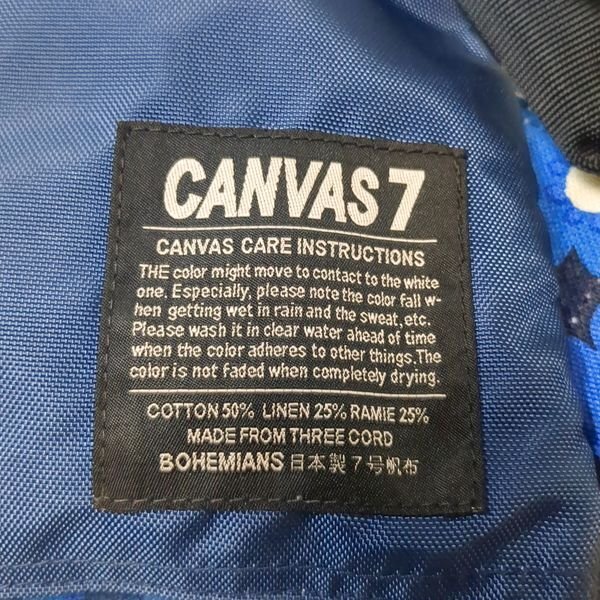 CANVAS 7
CANVAS CARE INSTRUCTIONS
THE color might move to contact to the white
one. Especially, please note the color fall w-
hen getting wet in rain and the sweat,etc.
Please wash it in clear water ahead of time
when the color adheres to other things.The
color is not faded when completely drying.
COTTON 50% LINEN 25% RAMIE 25%
MADE FROM THREE CORD
BOHEMIANS 日本製7号帆布